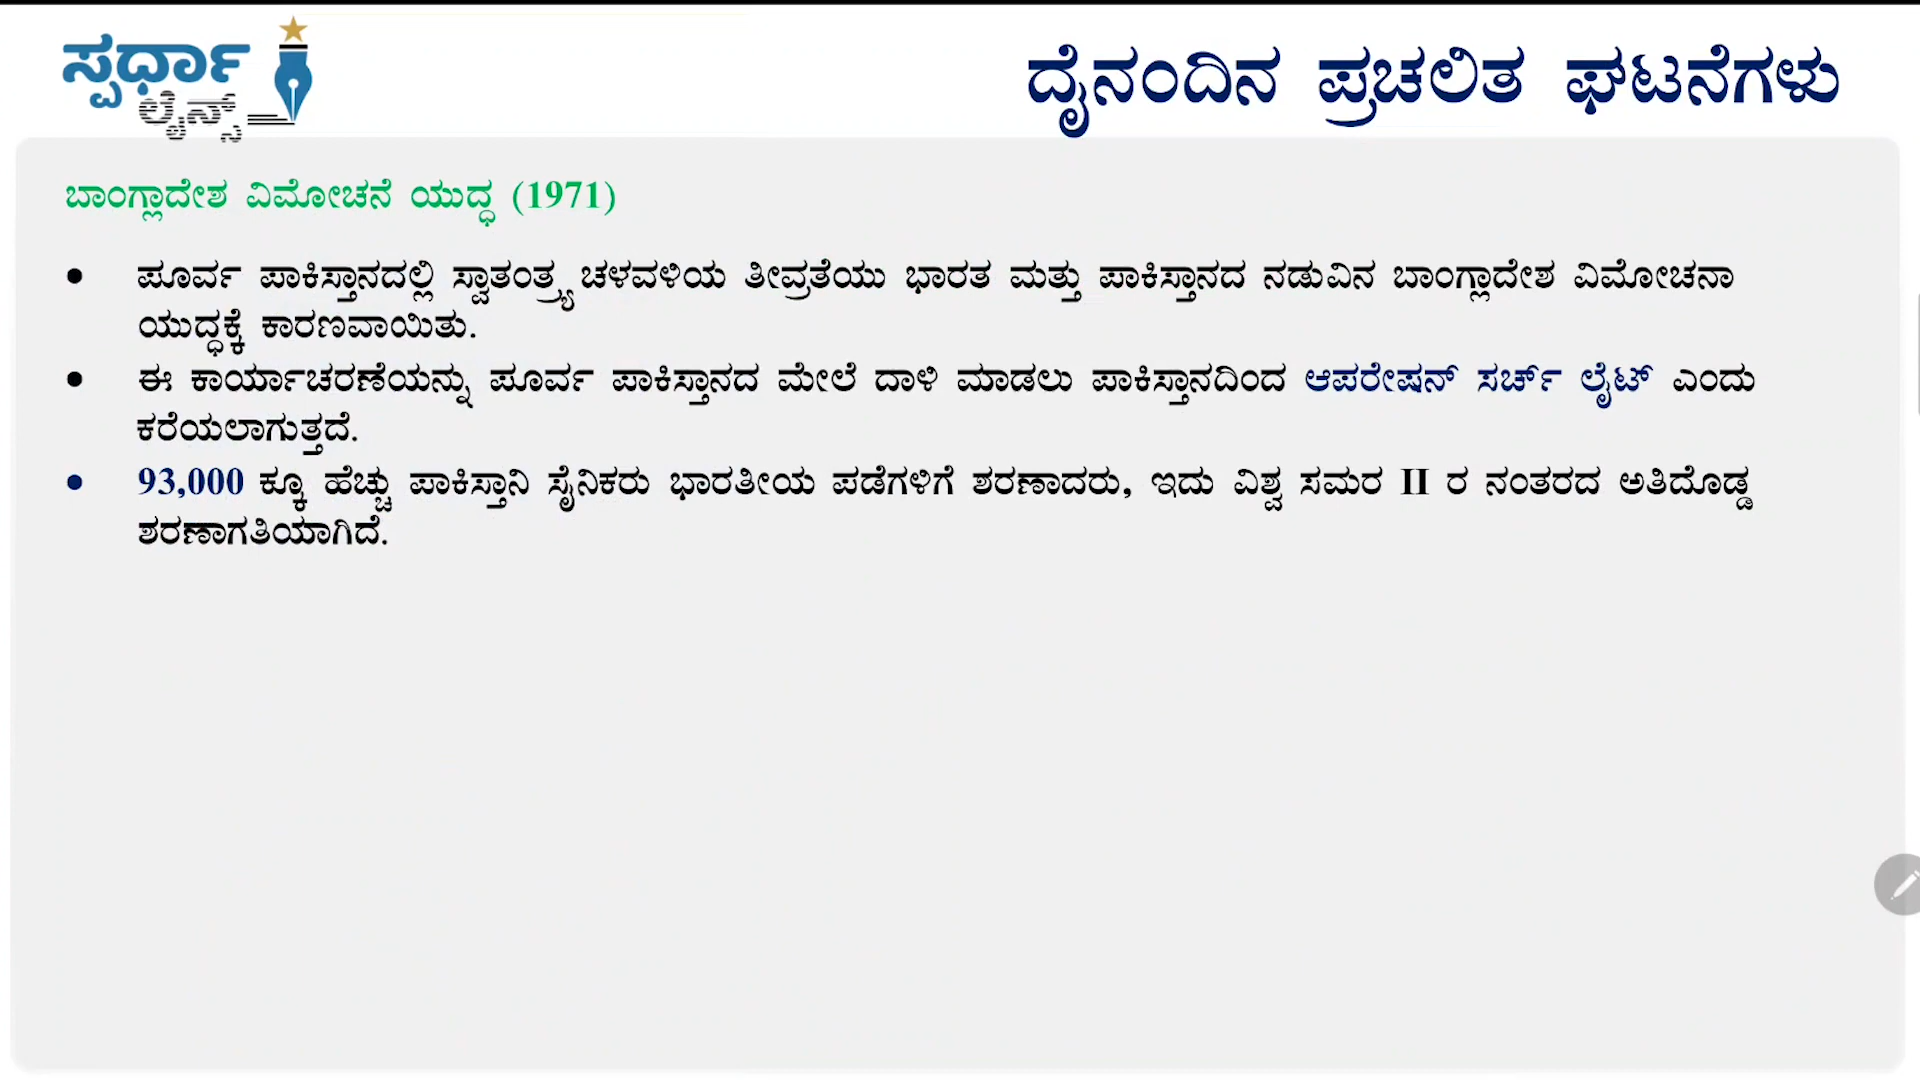 ಸ್ಪರ್ಧಾ
ಲೈನ್ಸ್
ದೈನಂದಿನ ಪ್ರಚಲಿತ ಘಟನೆಗಳು
ಬಾಂಗ್ಲಾದೇಶ ವಿಮೋಚನೆ ಯುದ್ಧ (1971)
• ಪೂರ್ವ ಪಾಕಿಸ್ತಾನದಲ್ಲಿ ಸ್ವಾತಂತ್ರ್ಯ ಚಳವಳಿಯ ತೀವ್ರತೆಯು ಭಾರತ ಮತ್ತು ಪಾಕಿಸ್ತಾನದ ನಡುವಿನ ಬಾಂಗ್ಲಾದೇಶ ವಿಮೋಚನಾ
ಯುದ್ಧಕ್ಕೆ ಕಾರಣವಾಯಿತು.
• ಈ ಕಾರ್ಯಾಚರಣೆಯನ್ನು ಪೂರ್ವ ಪಾಕಿಸ್ತಾನದ ಮೇಲೆ ದಾಳಿ ಮಾಡಲು ಪಾಕಿಸ್ತಾನದಿಂದ ಆಪರೇಷನ್ ಸರ್ಚ್ ಲೈಟ್ ಎಂದು
ಕರೆಯಲಾಗುತ್ತದೆ.
• 93,000 ಕ್ಕೂ ಹೆಚ್ಚು ಪಾಕಿಸ್ತಾನಿ ಸೈನಿಕರು ಭಾರತೀಯ ಪಡೆಗಳಿಗೆ ಶರಣಾದರು, ಇದು ವಿಶ್ವ ಸಮರ II ರ ನಂತರದ ಅತಿದೊಡ್ಡ
ಶರಣಾಗತಿಯಾಗಿದೆ.